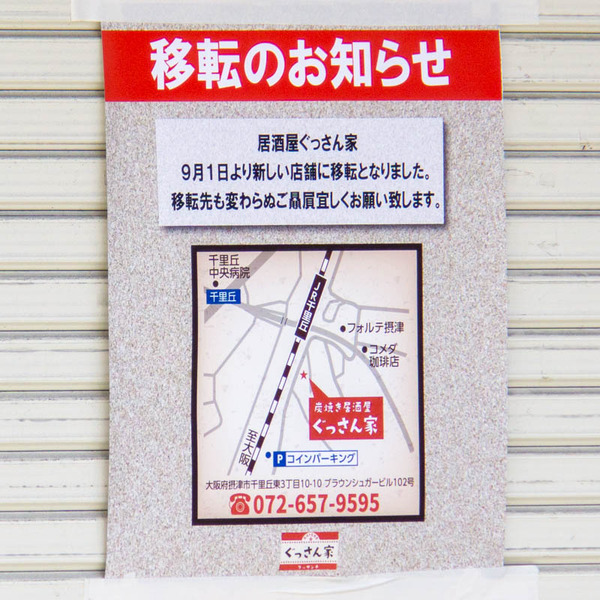 移転のお知らせ
居酒屋ぐっさん家
9月1日より新しい店舗に移転となりました。
移転先も変わらぬご贔屓宜しくお願い致します。
千里丘
中央病院
千里丘
JR千里丘
フォルテ摂津
コメダ
珈琲店
炭焼き居酒屋
ぐっさん家
至大阪
P コインパーキング
大阪府摂津市千里丘東3丁目10-10 ブラウンシュガービル102号
072-657-9595
ぐっさん家